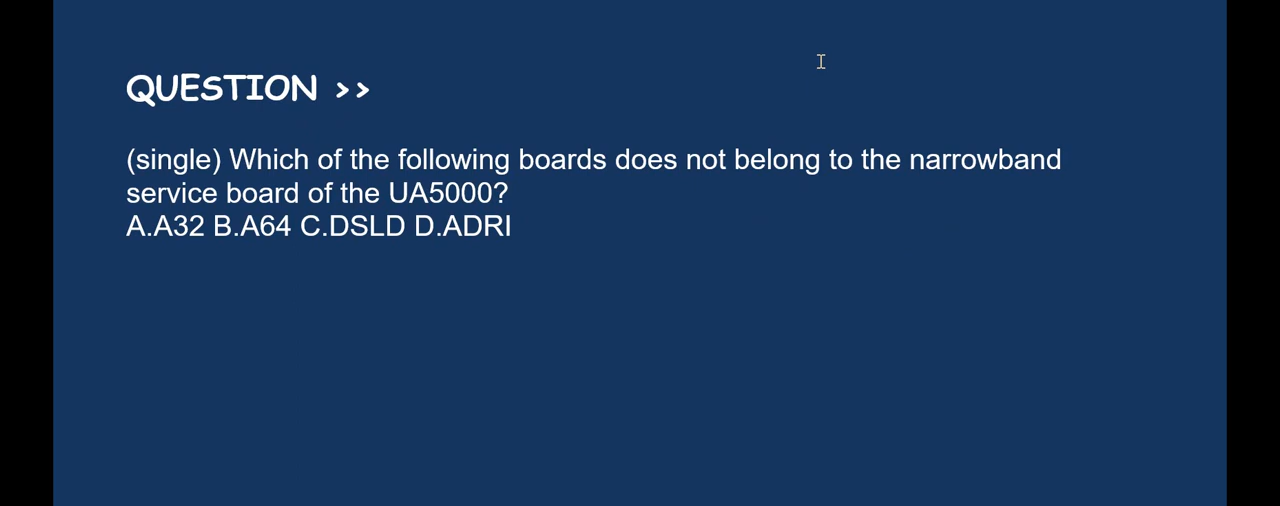 QUESTION >>
(single) Which of the following boards does not belong to the narrowband
service board of the UA5000?
A.A32 B.A64 C.DSLD D.ADRI